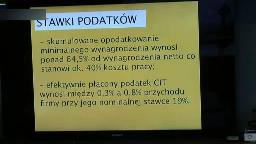 STAWKI PODATKÓW
– skumulowane opodatkowanie
minimalnego wynagrodzenia wynosi
ponad 64,5% od wynagrodzenia netto co
stanowi ok. 40% kosztu pracy;
– efektywnie płacony podatek CIT
wynosi między 0,3% a 0,8% przychodu
firmy przy jego nominalnej stawce 19%.